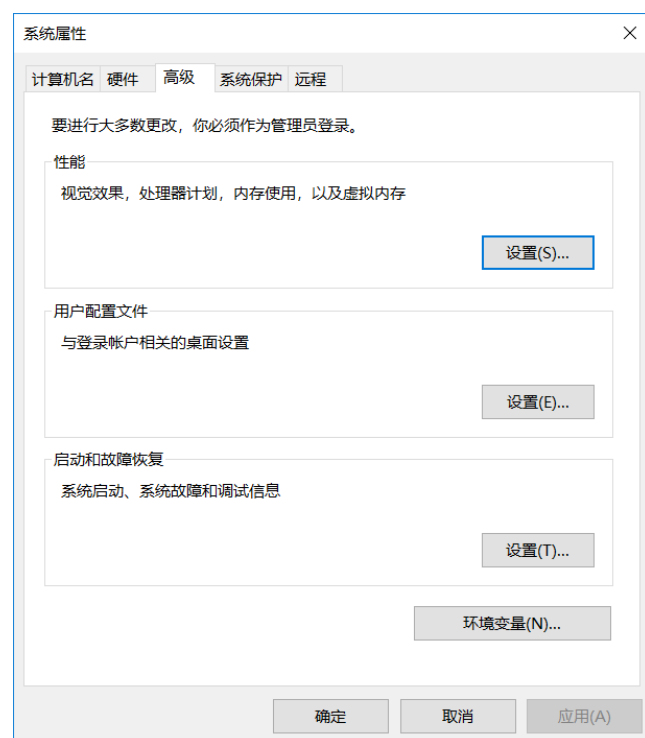 系统属性
计算机名 硬件 高级 系统保护 远程
要进行大多数更改，你必须作为管理员登录。
性能
视觉效果，处理器计划，内存使用，以及虚拟内存
设置(S)...
用户配置文件
与登录帐户相关的桌面设置
设置(E)...
启动和故障恢复
系统启动、系统故障和调试信息
设置(T)...
环境变量(N)...
确定 取消 应用(A)